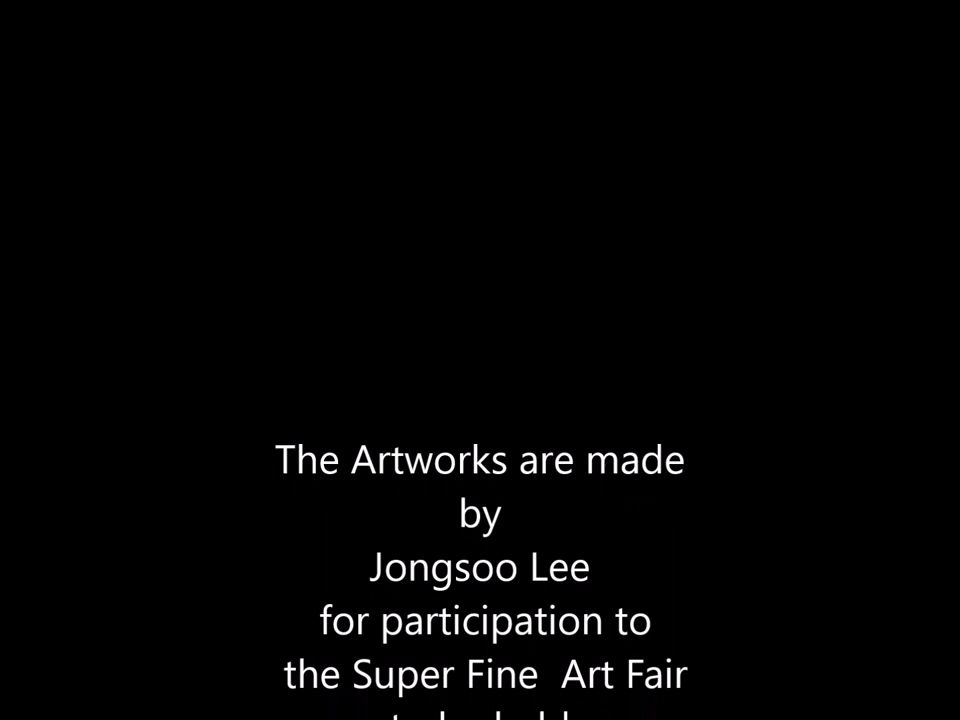 The Artworks are made
by
Jongsoo Lee
for participation to
the Super Fine  Art Fair